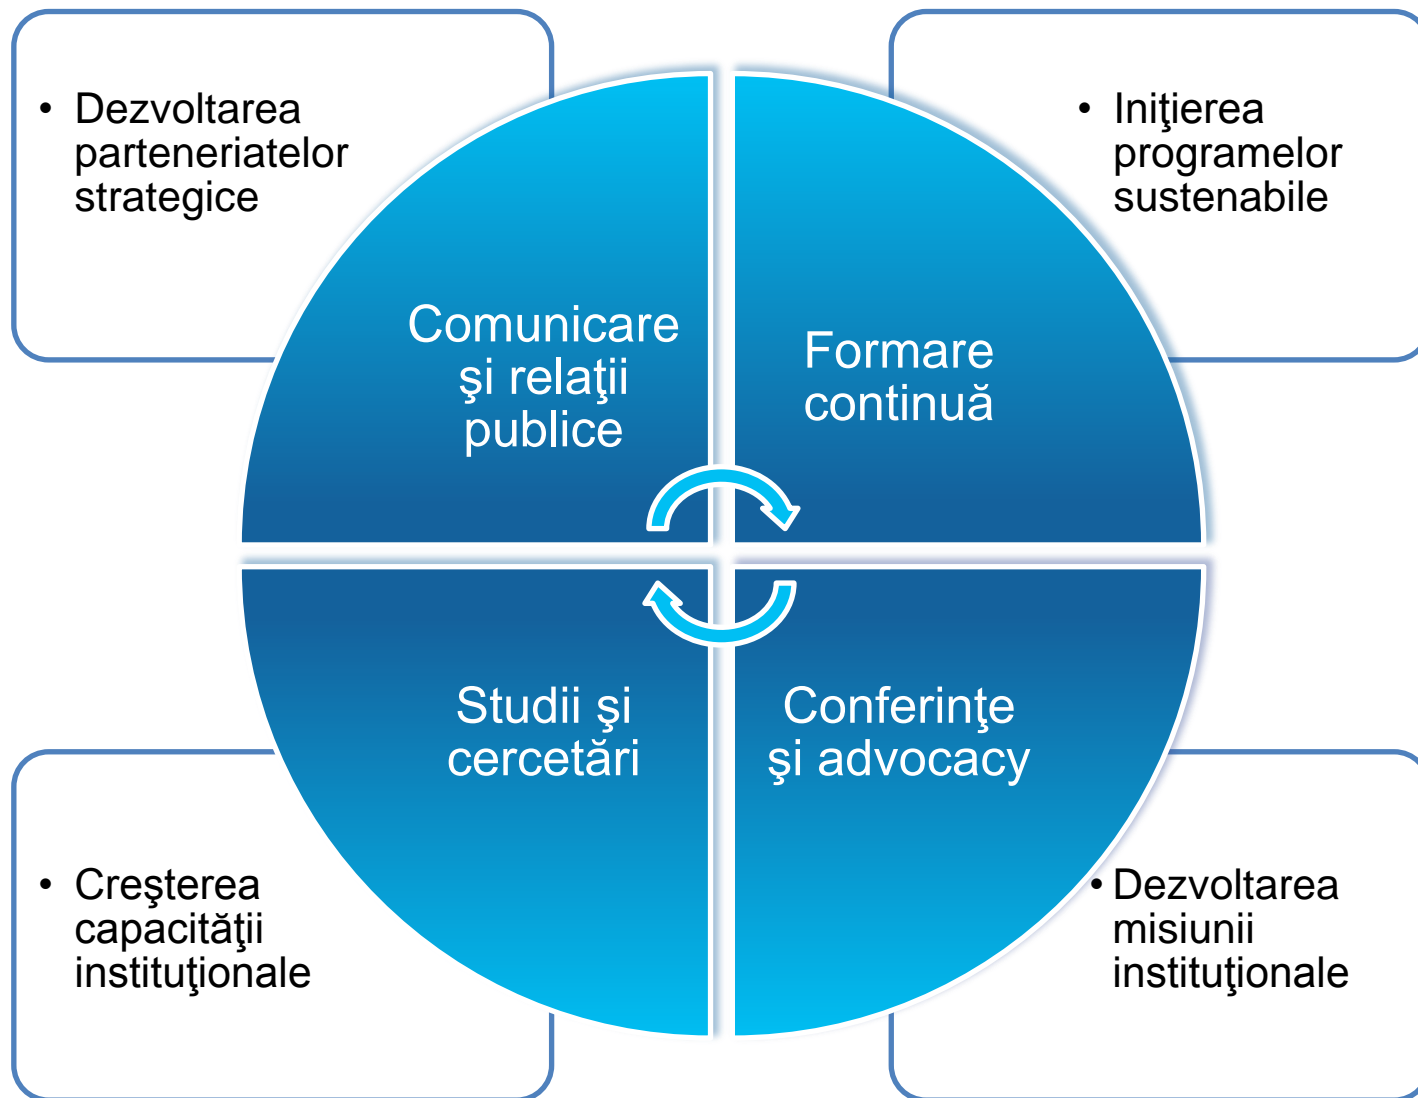 • Dezvoltarea
parteneriatelor
strategice
• Iniţierea
programelor
sustenabile
Comunicare
şi relaţii
publice
Formare
continuă
Studii şi
cercetări
Conferinţe
şi advocacy
• Creşterea
capacităţii
instituţionale
• Dezvoltarea
misiunii
instituţionale